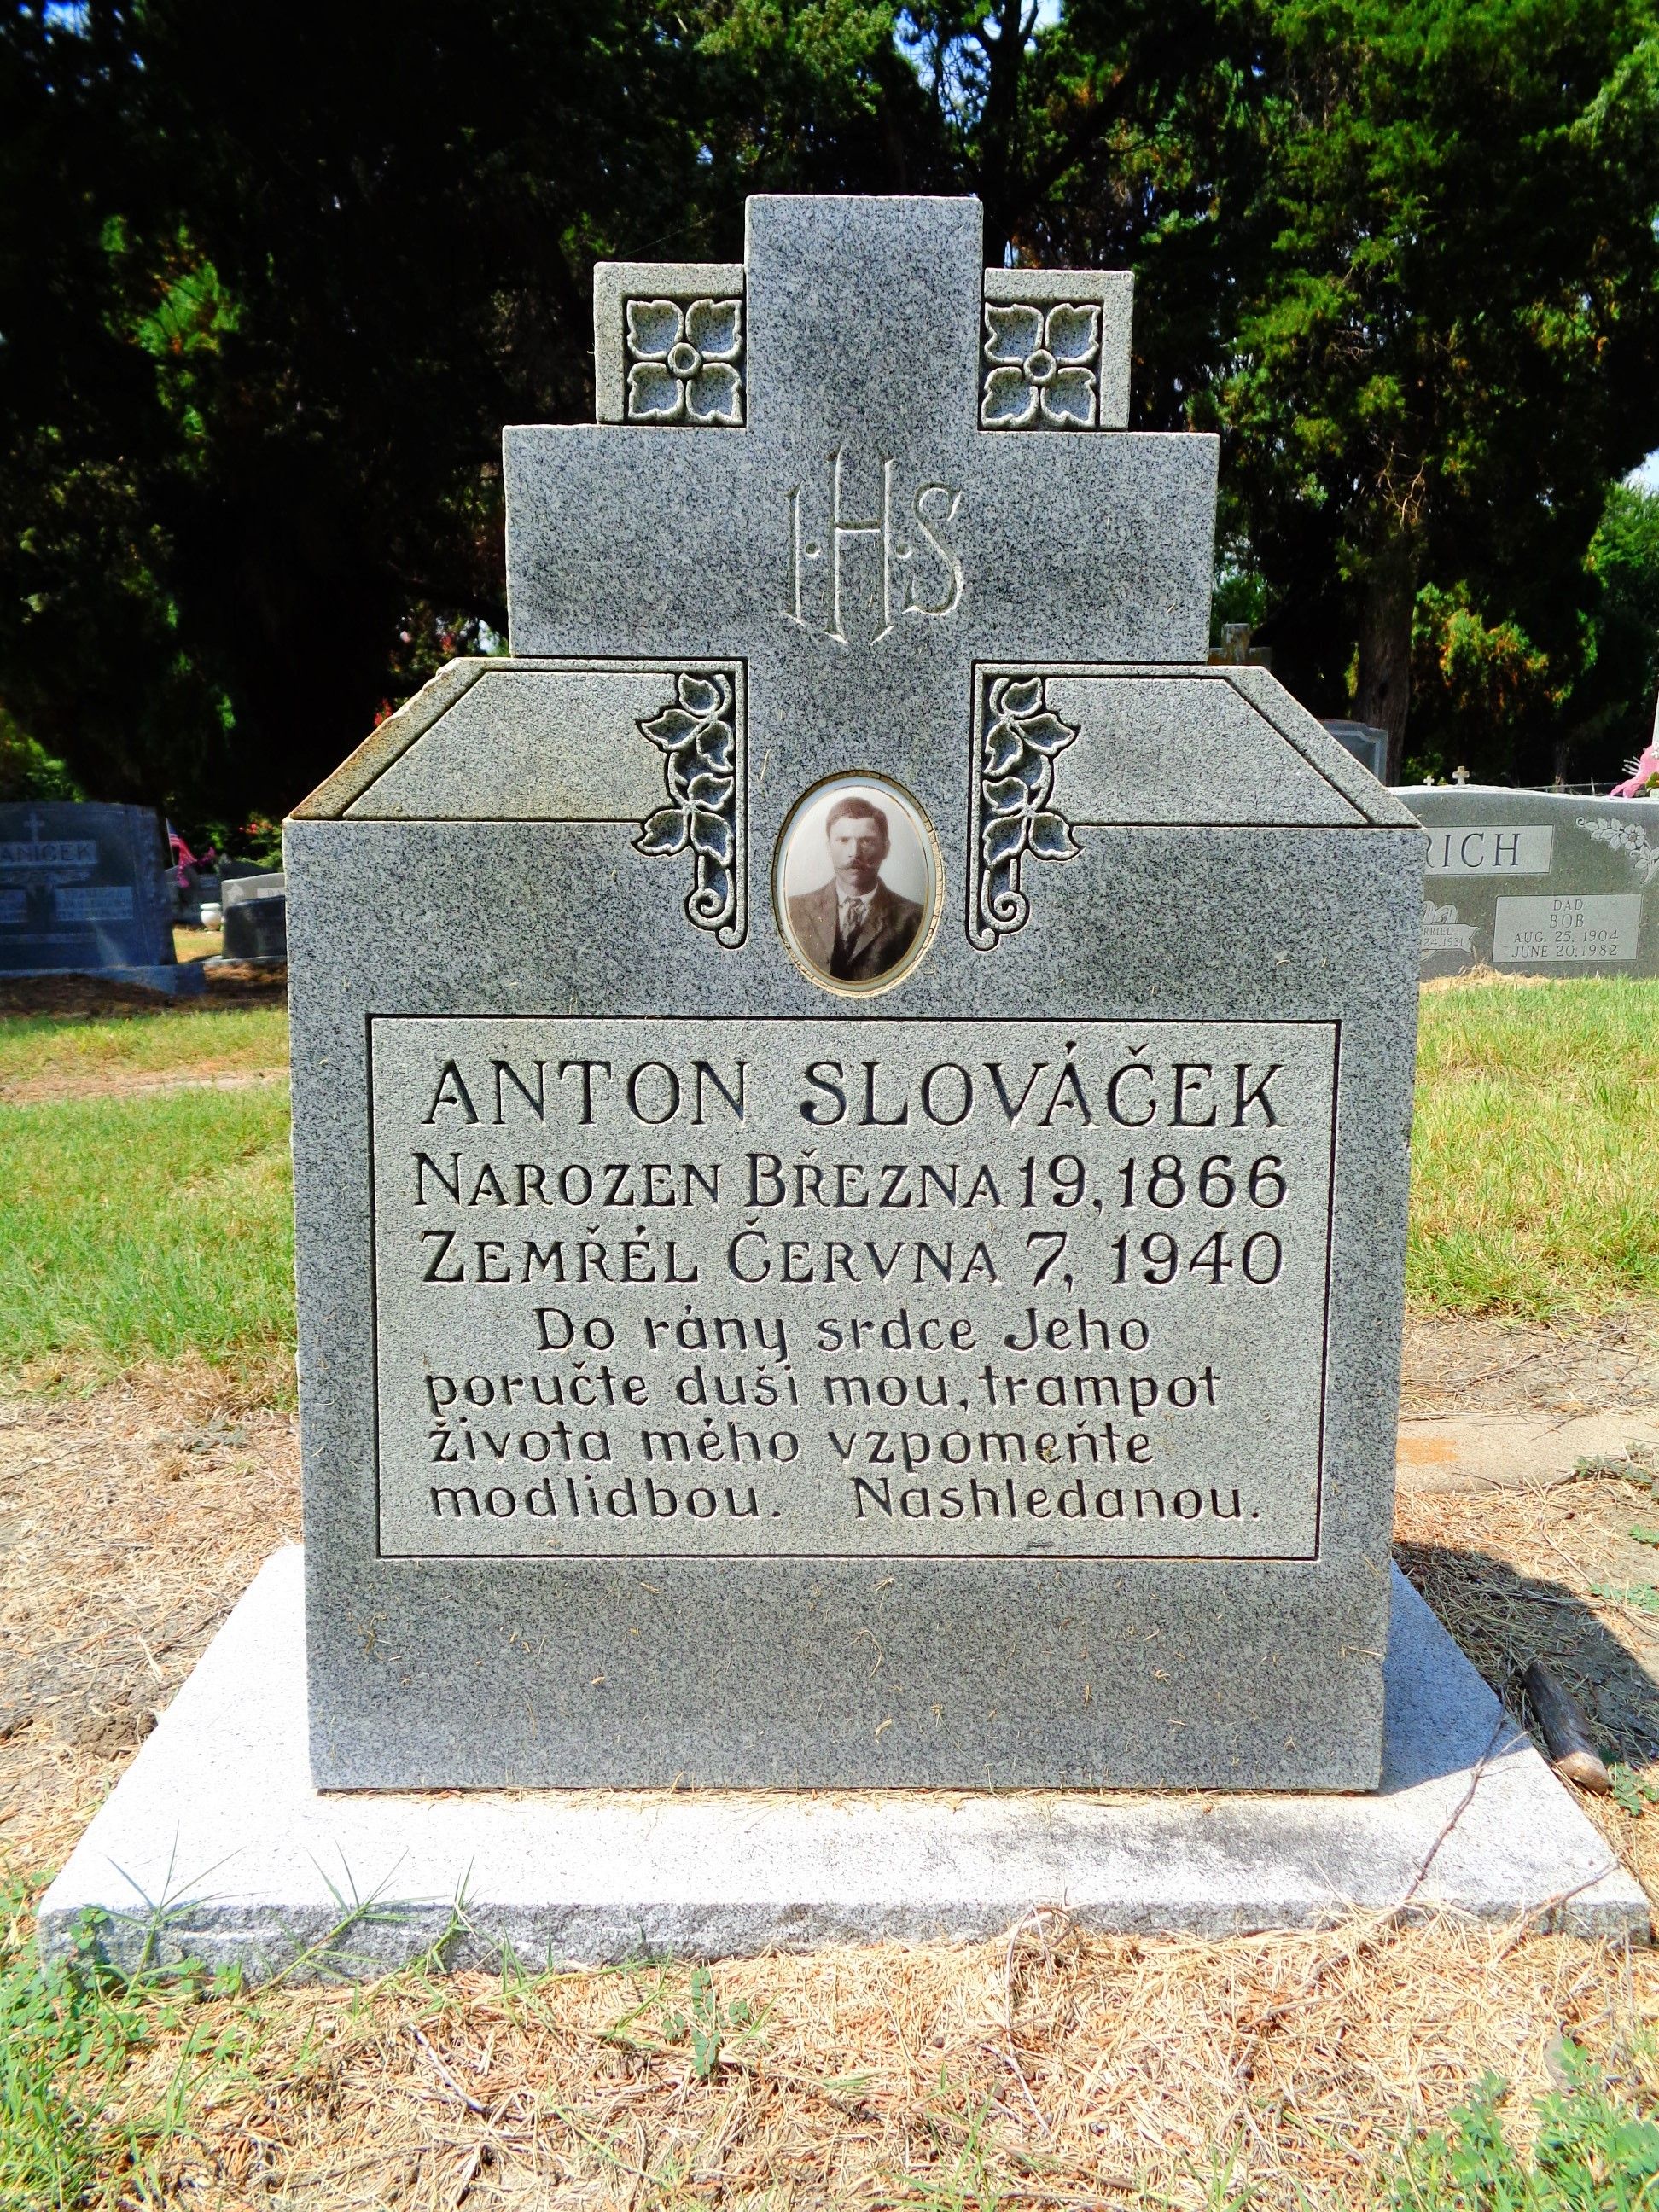 I·H·S
ANTON SLOVÁČEK
NAROZEN BŘEZNA 19, 1866
ZEMŘÉL ČERVNA 7, 1940
Do rány srdce Jeho
poručte duši mou, trampot
života mého vzpomeňte
modlidbou. Nashledanou.
RICH
DAD
BOB
AUG. 25, 1904
JUNE 20, 1982